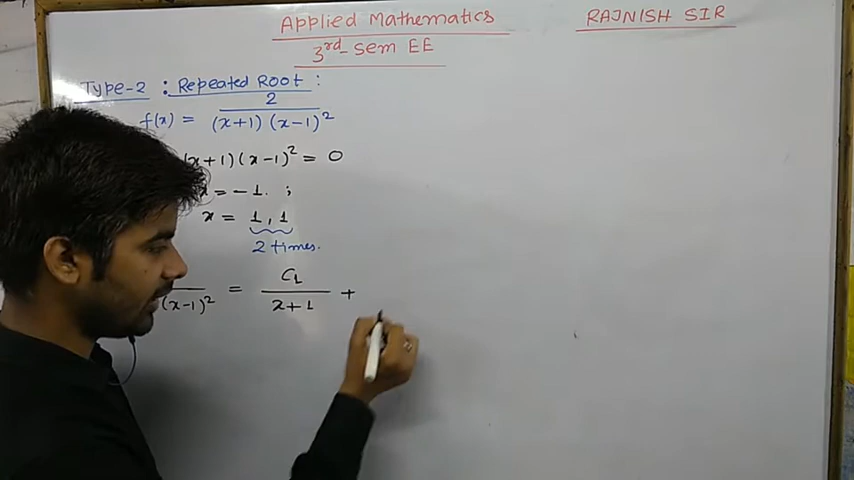 Applied Mathematics
RAJNISH SIR
3rd-sem EE
Type-2 : Repeated Root :
f(x) = 2 / (x+1) (x-1)²
(x+1) (x-1)² = 0
x = -1. ;
x = 1, 1
2 times.
(x-1)² = C1 / x+1 +